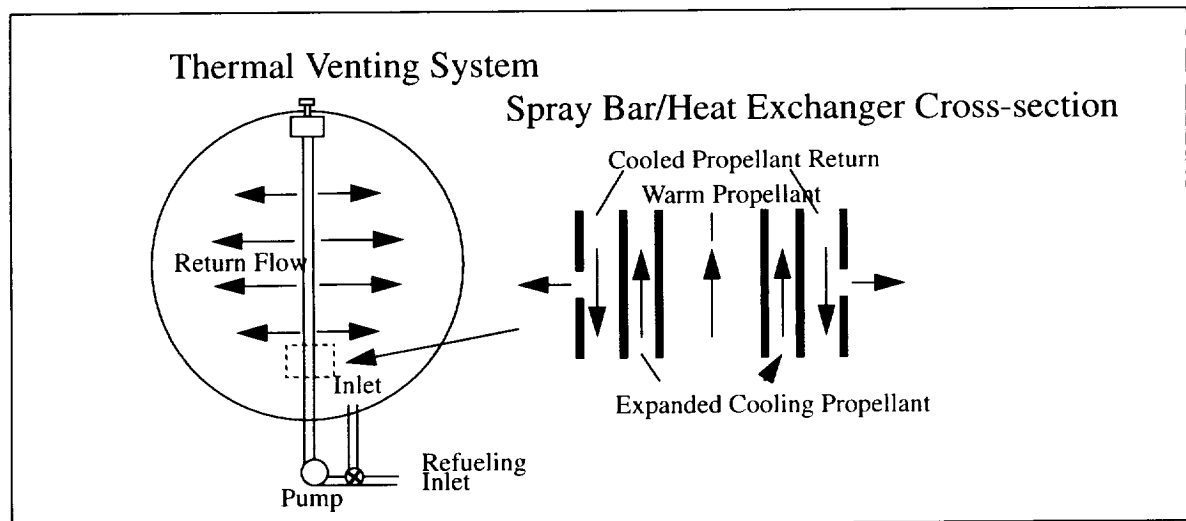 Thermal Venting System
Spray Bar/Heat Exchanger Cross-section
Cooled Propellant Return
Warm Propellant
Return Flow
Inlet
Expanded Cooling Propellant
Refueling
Inlet
Pump